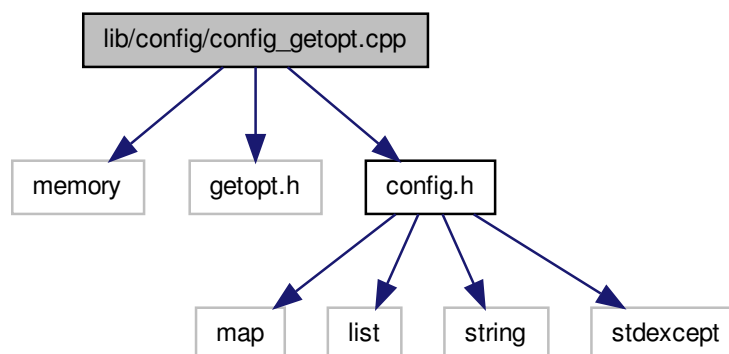 lib/config/config_getopt.cpp
memory
getopt.h
config.h
map
list
string
stdexcept